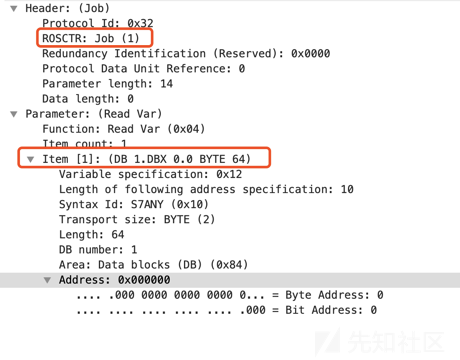 Header: (Job)
Protocol Id: 0x32
ROSCTR: Job (1)
Redundancy Identification (Reserved): 0x0000
Protocol Data Unit Reference: 0
Parameter length: 14
Data length: 0
Parameter: (Read Var)
Function: Read Var (0x04)
Item count: 1
Item [1]: (DB 1.DBX 0.0 BYTE 64)
Variable specification: 0x12
Length of following address specification: 10
Syntax Id: S7ANY (0x10)
Transport size: BYTE (2)
Length: 64
DB number: 1
Area: Data blocks (DB) (0x84)
Address: 0x000000
.... .000 0000 0000 0000 0... = Byte Address: 0
.... .... .... .... .... .000 = Bit Address: 0
先知社区